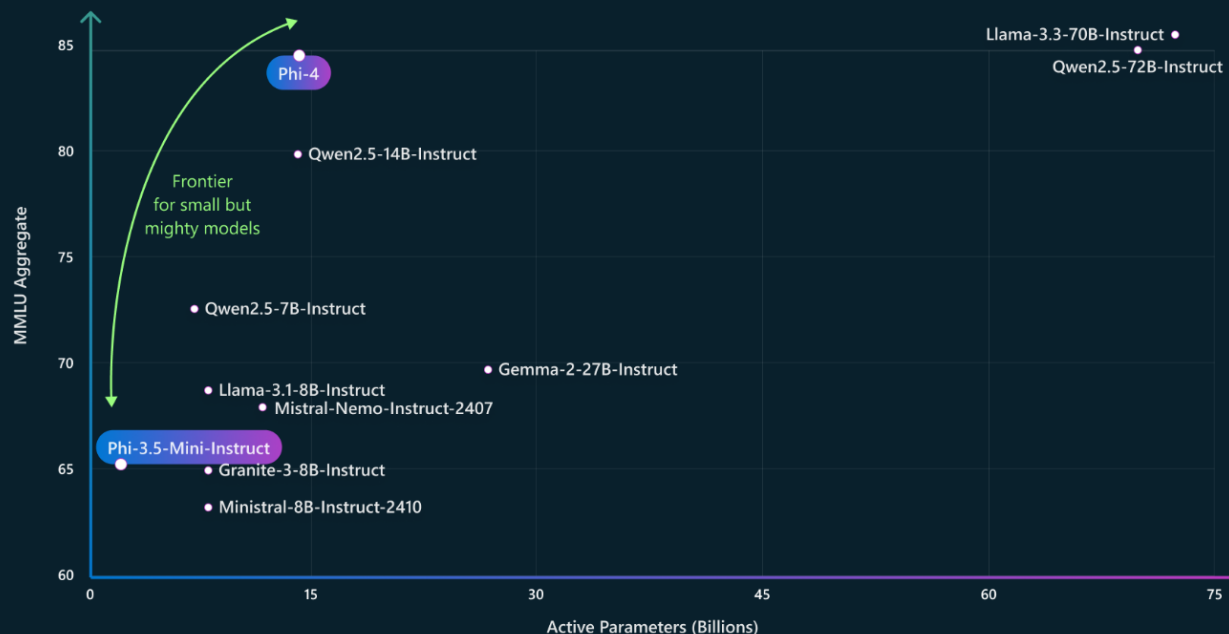 MMLU Aggregate
85
80
75
70
65
60
Llama-3.3-70B-Instruct
Qwen2.5-72B-Instruct
Phi-4
Qwen2.5-14B-Instruct
Frontier
for small but
mighty models
Qwen2.5-7B-Instruct
Gemma-2-27B-Instruct
Llama-3.1-8B-Instruct
Mistral-Nemo-Instruct-2407
Phi-3.5-Mini-Instruct
Granite-3-8B-Instruct
Ministral-8B-Instruct-2410
0
15
30
45
60
75
Active Parameters (Billions)